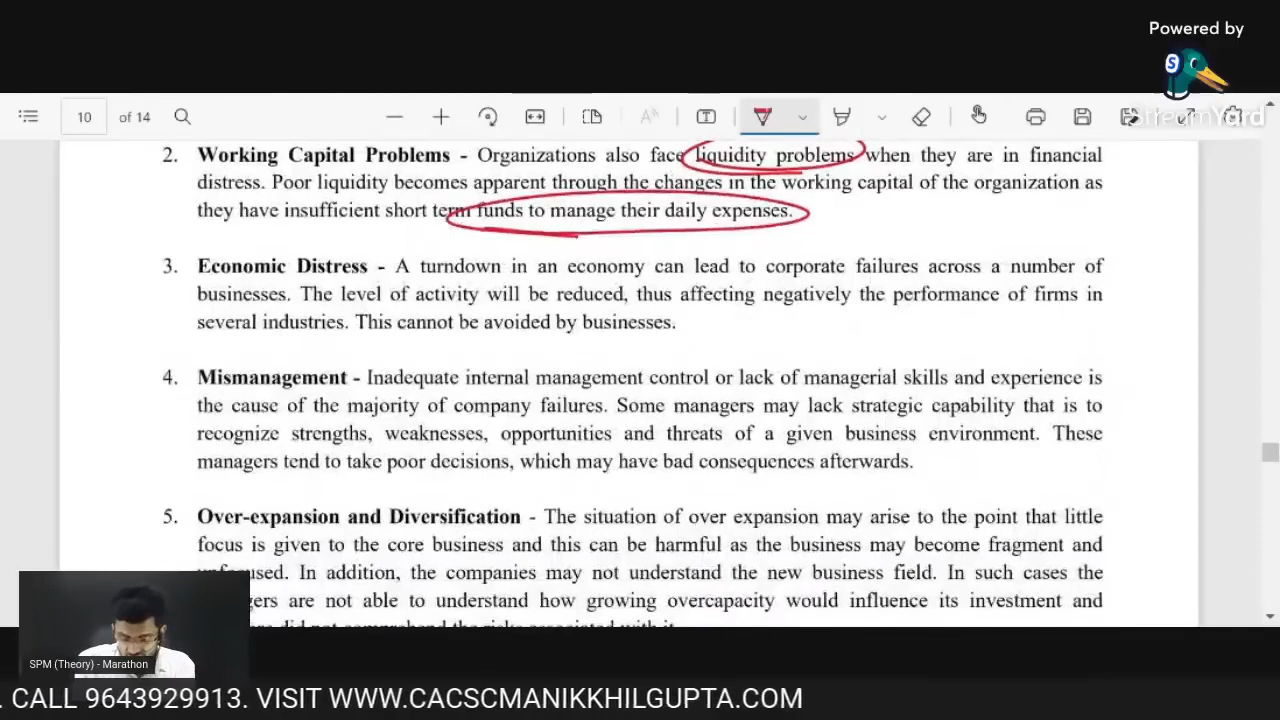 Powered by
S
StreamYard
10 of 14
2. Working Capital Problems - Organizations also face liquidity problems when they are in financial
distress. Poor liquidity becomes apparent through the changes in the working capital of the organization as
they have insufficient short term funds to manage their daily expenses.
3. Economic Distress - A turndown in an economy can lead to corporate failures across a number of
businesses. The level of activity will be reduced, thus affecting negatively the performance of firms in
several industries. This cannot be avoided by businesses.
4. Mismanagement - Inadequate internal management control or lack of managerial skills and experience is
the cause of the majority of company failures. Some managers may lack strategic capability that is to
recognize strengths, weaknesses, opportunities and threats of a given business environment. These
managers tend to take poor decisions, which may have bad consequences afterwards.
5. Over-expansion and Diversification - The situation of over expansion may arise to the point that little
focus is given to the core business and this can be harmful as the business may become fragment and
In addition, the companies may not understand the new business field. In such cases the
are not able to understand how growing overcapacity would influence its investment and
did not comprehend the risks associated with it.
SPM (Theory) - Marathon
. CALL 9643929913. VISIT WWW.CACSCMANIKKHILGUPTA.COM